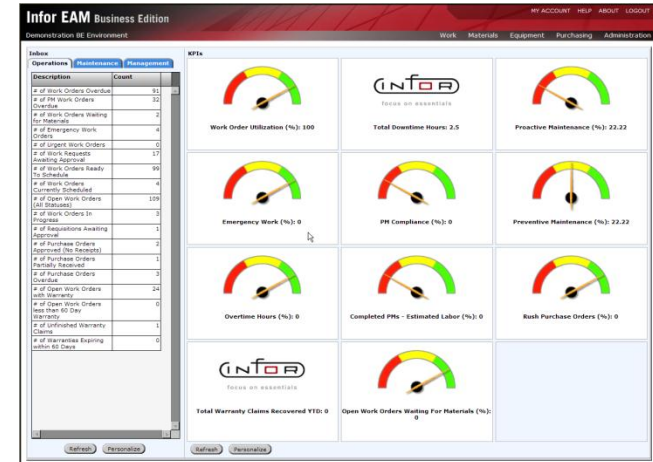 Infor EAM Business Edition
MY ACCOUNT HELP ABOUT LOGOUT
Demonstration BE Environment
Work Materials Equipment Purchasing Administration
Inbox
Operations Maintenance Management
Description Count
# of Work Orders Overdue 91
# of PM Work Orders 32
Overdue
# of Work Orders Waiting 2
for Materials
# of Emergency Work 4
Orders
# of Urgent Work Orders 0
# of Work Requests 17
Awaiting Approval
# of Work Orders Ready 99
To Schedule
# of Work Orders 4
Currently Scheduled
# of Open Work Orders 109
(All Statuses)
# of Work Orders In 3
Progress
# of Requisitions Awaiting 1
Approval
# of Purchase Orders 2
Approved (No Receipts)
# of Purchase Orders 1
Partially Received
# of Purchase Orders 3
Overdue
# of Open Work Orders 24
with Warranty
# of Open Work Orders 0
less than 60 Day
Warranty
# of Unfinished Warranty 1
Claims
# of Warranties Expiring 0
within 60 Days
Refresh Personalize
KPIs
Work Order Utilization (%): 100
INFOR
focus on essentials
Total Downtime Hours: 2.5
Proactive Maintenance (%): 22.22
Emergency Work (%): 0
PM Compliance (%): 0
Preventive Maintenance (%): 22.22
Overtime Hours (%): 0
Completed PMs - Estimated Labor (%): 0
Rush Purchase Orders (%): 0
INFOR
focus on essentials
Total Warranty Claims Recovered YTD: 0
Open Work Orders Waiting For Materials (%):
0
Refresh Personalize